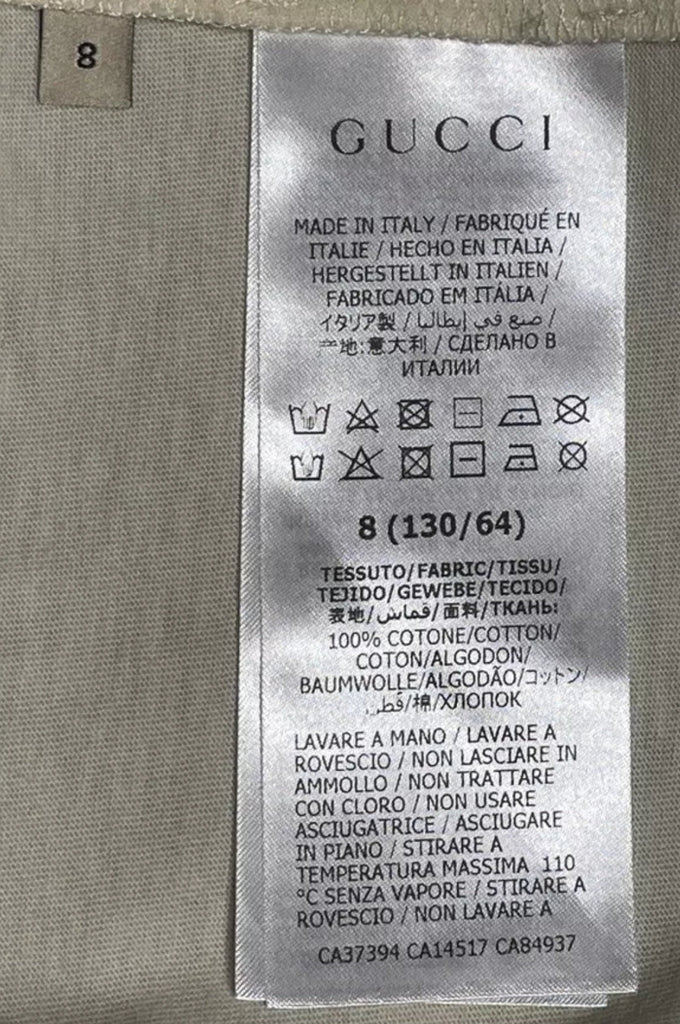 8
GUCCI
MADE IN ITALY / FABRIQUÉ EN
ITALIE / HECHO EN ITALIA /
HERGESTELLT IN ITALIEN /
FABRICADO EM ITÁLIA /
イタリア製 / صنع في إيطاليا /
产地:意大利 / СДЕЛАНО В
ИТАЛИИ
8 (130/64)
TESSUTO/FABRIC/TISSU/
TEJIDO/GEWEBE/TECIDO/
表地/قماش/面料/ТКАНЬ:
100% COTONE/COTTON/
COTON/ALGODON/
BAUMWOLLE/ALGODÃO/コットン/
قطن/棉/ХЛОПОК
LAVARE A MANO / LAVARE A
ROVESCIO / NON LASCIARE IN
AMMOLLO / NON TRATTARE
CON CLORO / NON USARE
ASCIUGATRICE / ASCIUGARE
IN PIANO / STIRARE A
TEMPERATURA MASSIMA 110
°C SENZA VAPORE / STIRARE A
ROVESCIO / NON LAVARE A
CA37394 CA14517 CA84937